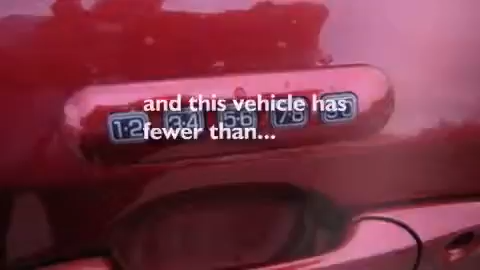 and this vehicle has
1·2 3·4 5·6 7·8 9·0
fewer than...